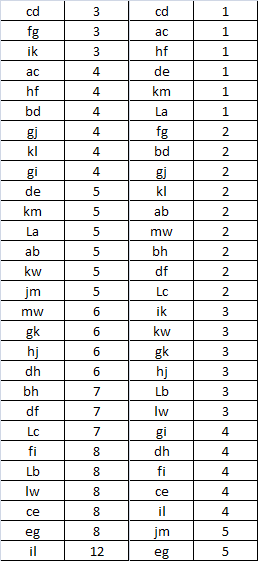 cd 3 cd 1
fg 3 ac 1
ik 3 hf 1
ac 4 de 1
hf 4 km 1
bd 4 La 1
gj 4 fg 2
kl 4 bd 2
gi 4 gj 2
de 5 kl 2
km 5 ab 2
La 5 mw 2
ab 5 bh 2
kw 5 df 2
jm 5 Lc 2
mw 6 ik 3
gk 6 kw 3
hj 6 gk 3
dh 6 hj 3
bh 7 Lb 3
df 7 lw 3
Lc 7 gi 4
fi 8 dh 4
Lb 8 fi 4
lw 8 ce 4
ce 8 il 4
eg 8 jm 5
il 12 eg 5